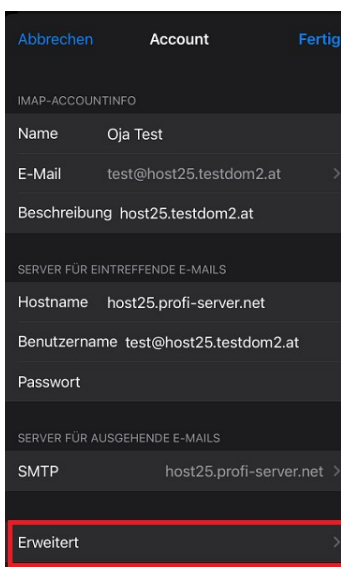 Abbrechen Account Fertig
IMAP-ACCOUNTINFO
Name Oja Test
E-Mail test@host25.testdom2.at
Beschreibung host25.testdom2.at
SERVER FÜR EINTREFFENDE E-MAILS
Hostname host25.profi-server.net
Benutzername test@host25.testdom2.at
Passwort
SERVER FÜR AUSGEHENDE E-MAILS
SMTP host25.profi-server.net
Erweitert